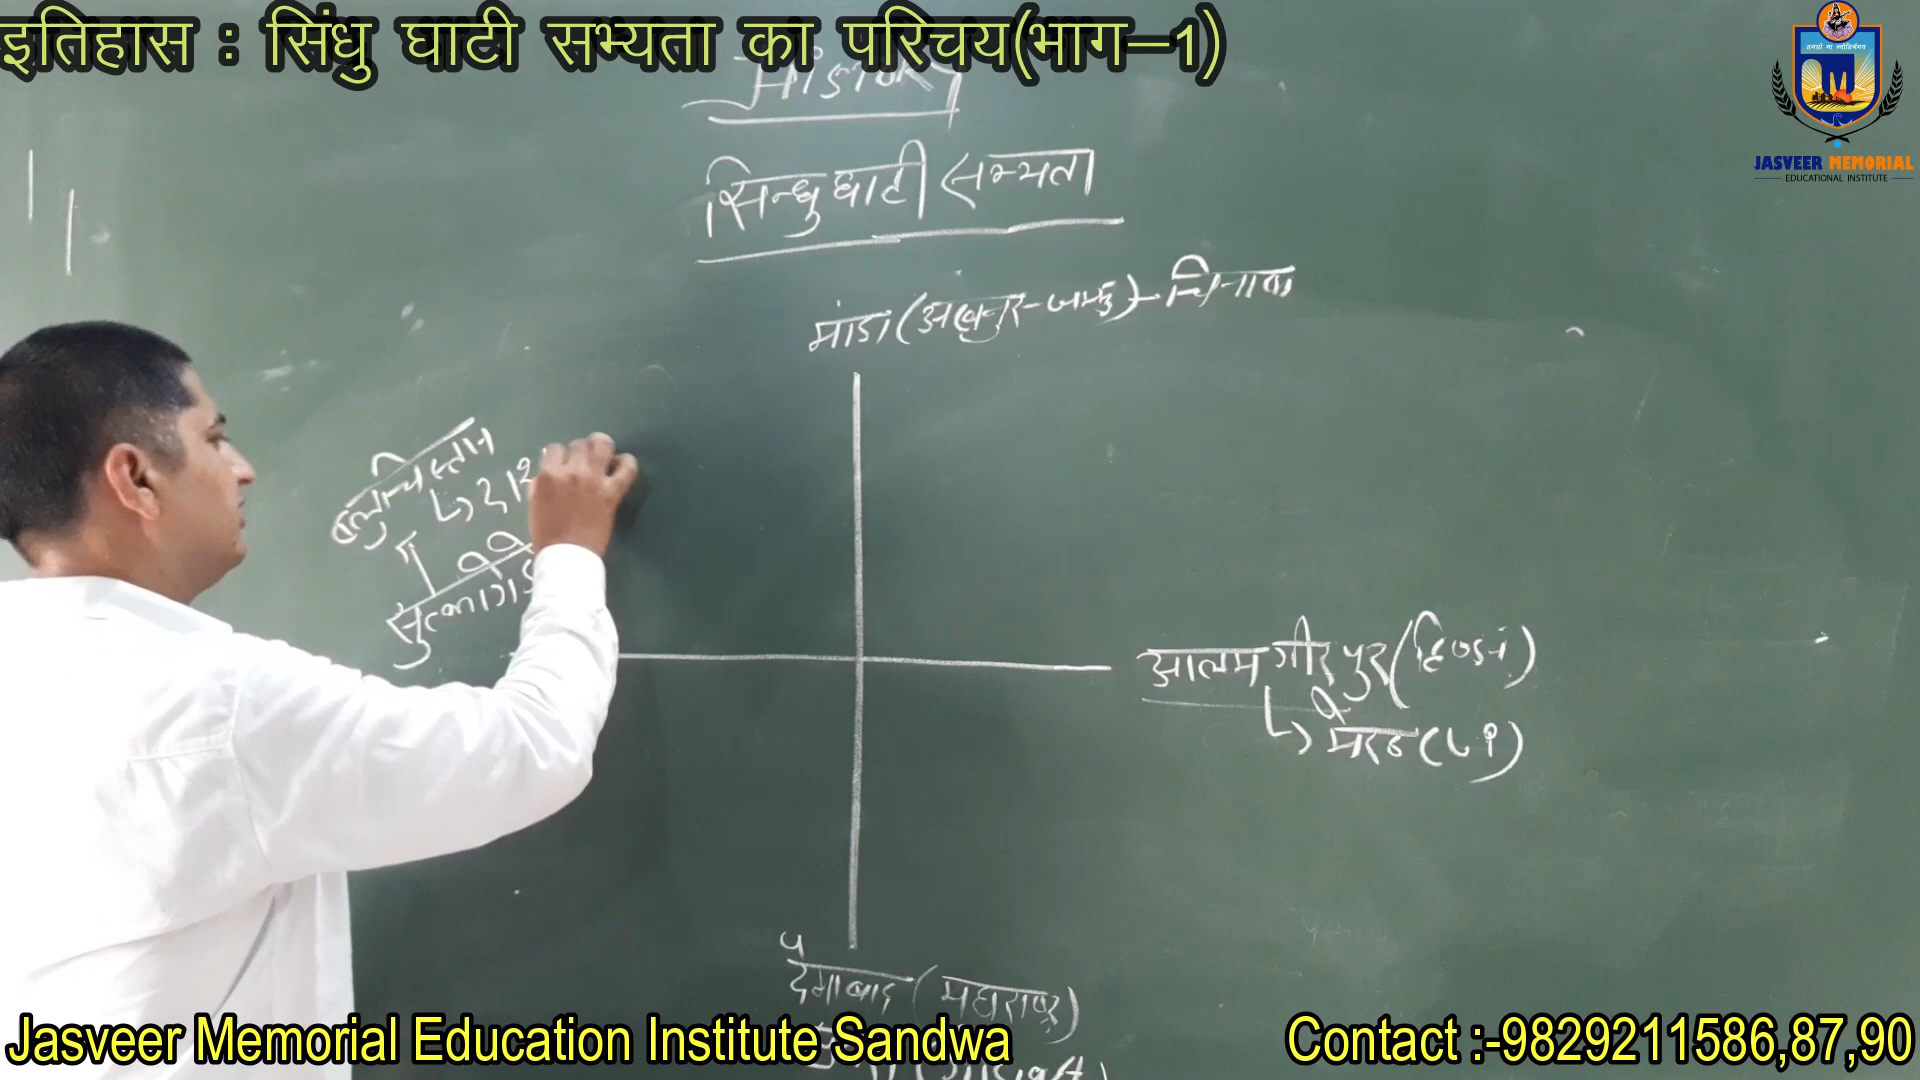 इतिहास : सिंधु घाटी सभ्यता का परिचय(भाग–1)
JASVEER MEMORIAL
EDUCATIONAL INSTITUTE
सिन्धु घाटी सभ्यता
मांडा (अखनुर-जम्मु)-चिनाब
बलुचिस्तान
सुत्कागेंडो
आलमगीरपुर (हिण्डन)
मेरठ (UP)
दैमाबाद (महाराष्ट्र)
Jasveer Memorial Education Institute Sandwa
Contact :-9829211586,87,90